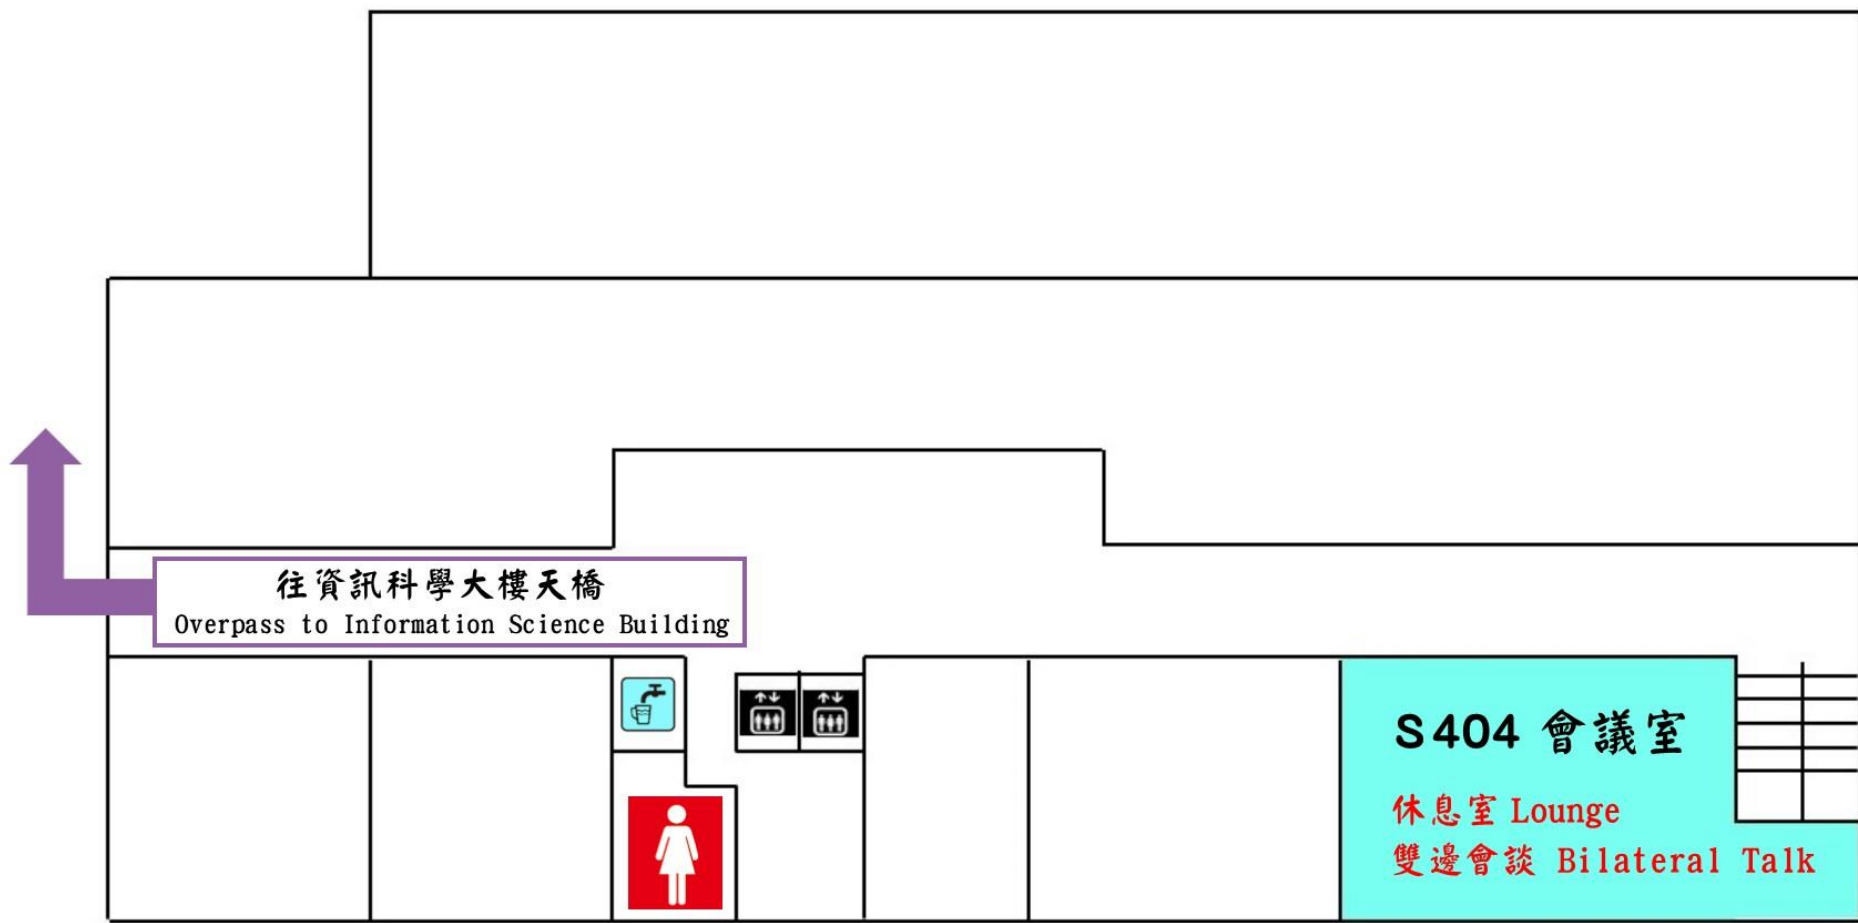 往資訊科學大樓天橋
Overpass to Information Science Building
S404 會議室
休息室 Lounge
雙邊會談 Bilateral Talk